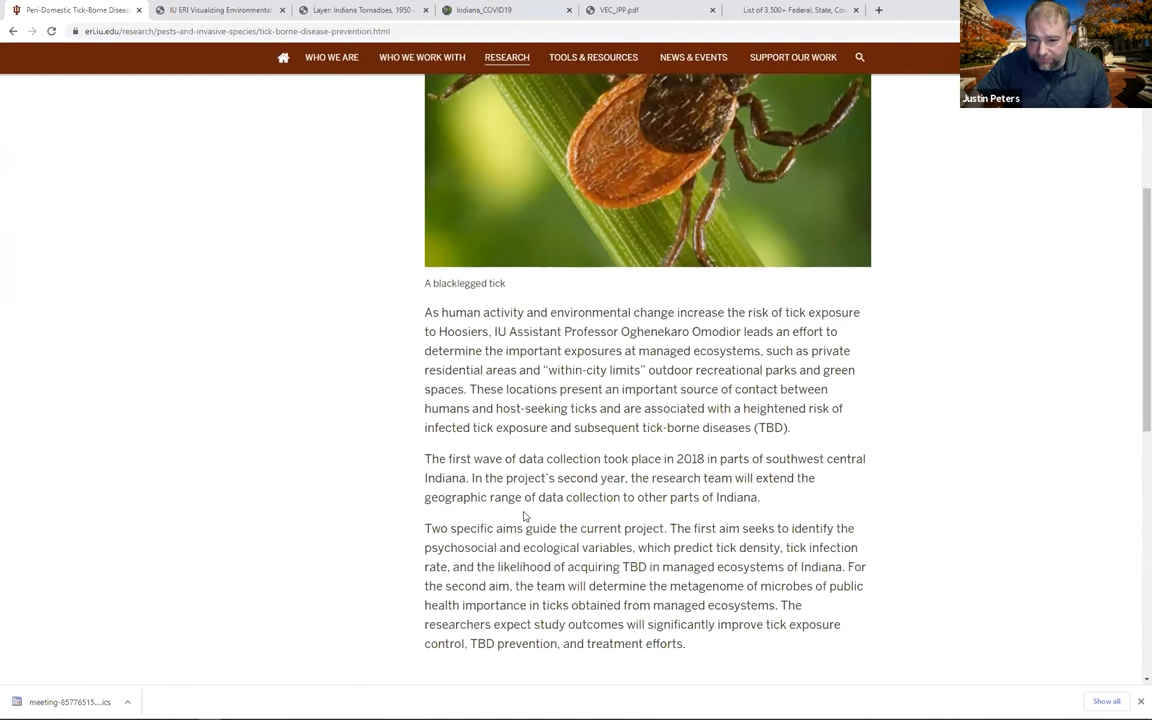 Peri-Domestic Tick-Borne Diseas
IU ERI Visualizing Environmental
Layer: Indiana Tornadoes, 1950 -
Indiana_COVID19
VEC_JPP.pdf
List of 3,500+ Federal, State, Cou
eri.iu.edu/research/pests-and-invasive-species/tick-borne-disease-prevention.html
WHO WE ARE
WHO WE WORK WITH
RESEARCH
TOOLS & RESOURCES
NEWS & EVENTS
SUPPORT OUR WORK
Justin Peters
A blacklegged tick
As human activity and environmental change increase the risk of tick exposure
to Hoosiers, IU Assistant Professor Oghenekaro Omodior leads an effort to
determine the important exposures at managed ecosystems, such as private
residential areas and “within-city limits” outdoor recreational parks and green
spaces. These locations present an important source of contact between
humans and host-seeking ticks and are associated with a heightened risk of
infected tick exposure and subsequent tick-borne diseases (TBD).
The first wave of data collection took place in 2018 in parts of southwest central
Indiana. In the project's second year, the research team will extend the
geographic range of data collection to other parts of Indiana.
Two specific aims guide the current project. The first aim seeks to identify the
psychosocial and ecological variables, which predict tick density, tick infection
rate, and the likelihood of acquiring TBD in managed ecosystems of Indiana. For
the second aim, the team will determine the metagenome of microbes of public
health importance in ticks obtained from managed ecosystems. The
researchers expect study outcomes will significantly improve tick exposure
control, TBD prevention, and treatment efforts.
meeting-85776515....ics
Show all